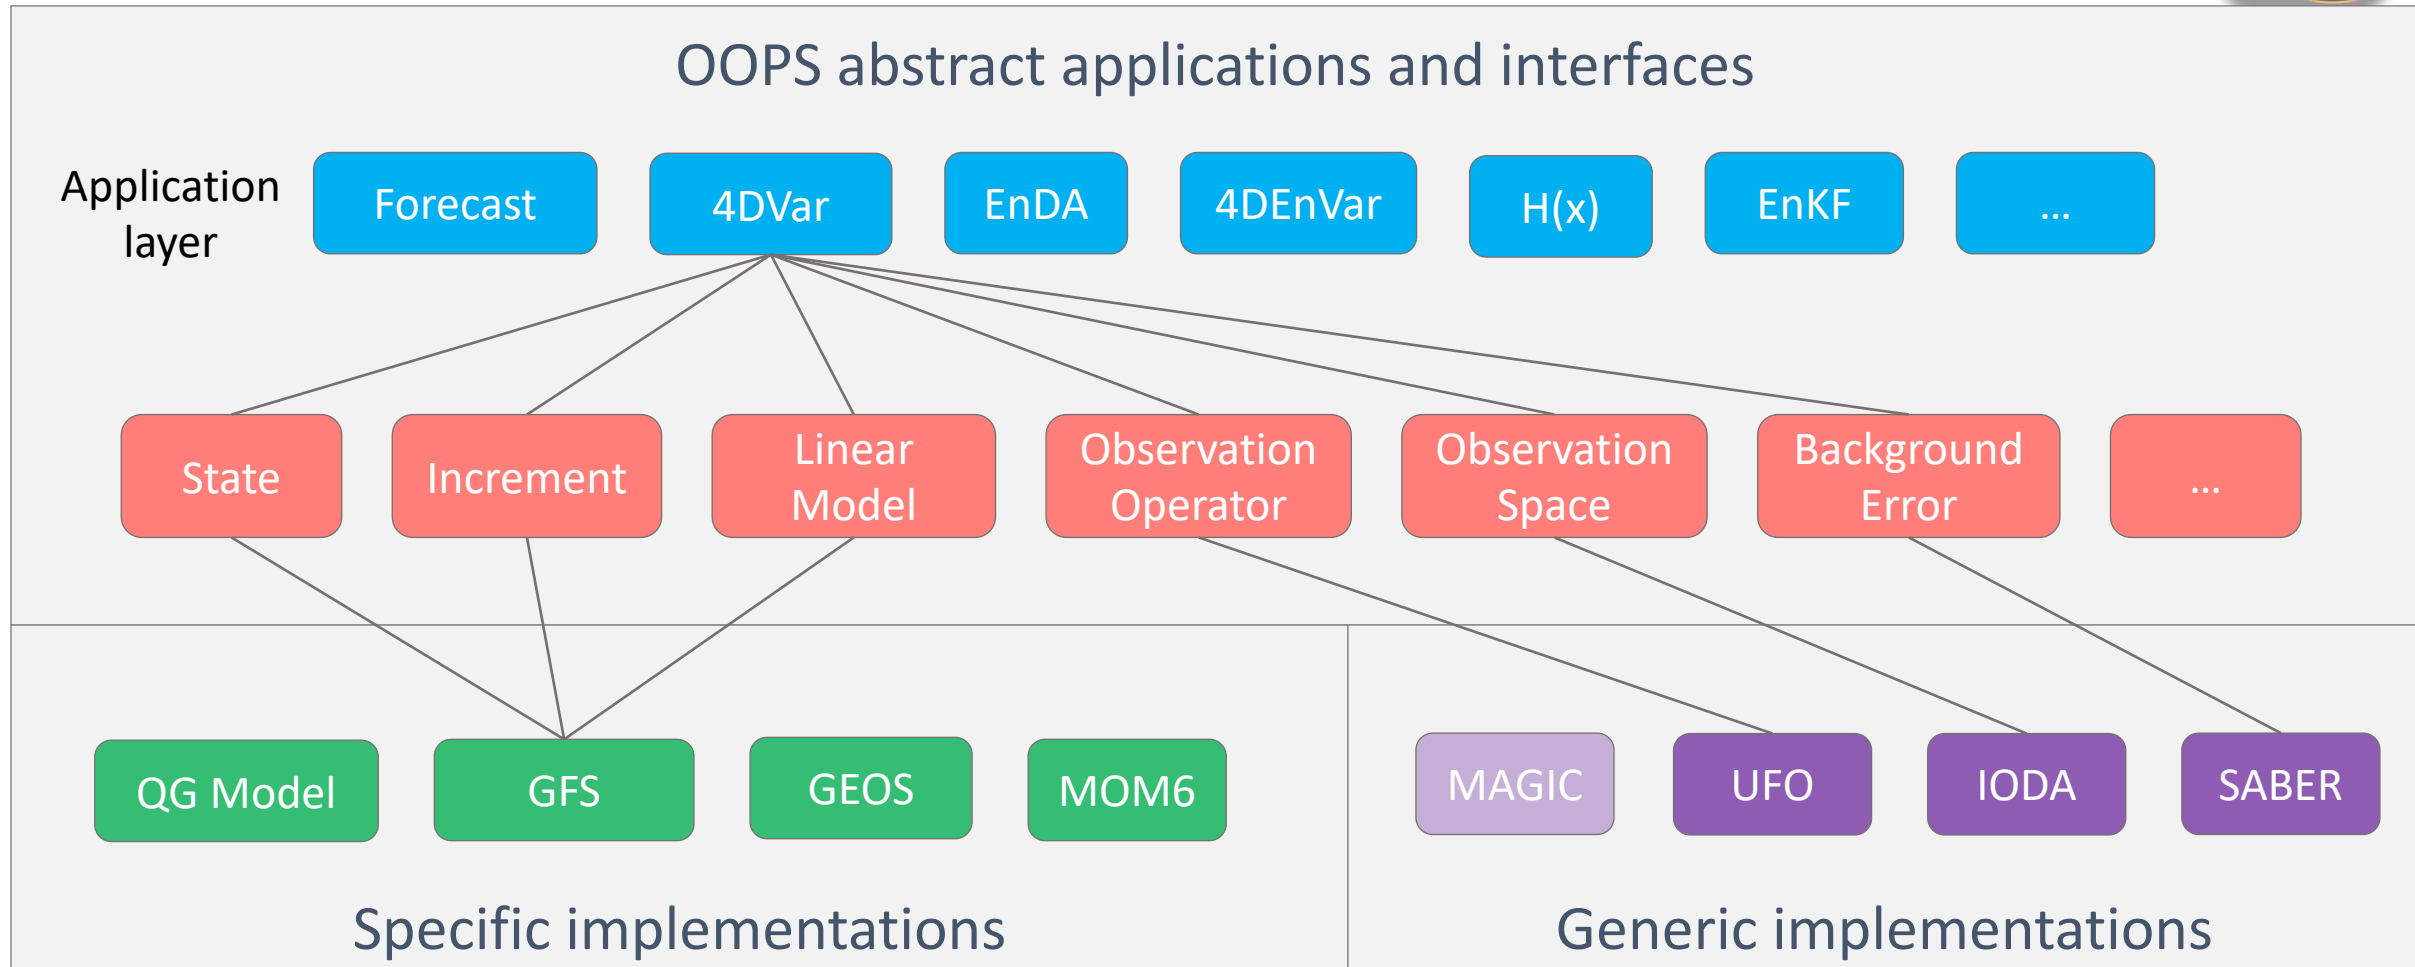 OOPS abstract applications and interfaces
Application
layer
Forecast
4DVar
EnDA
4DEnVar
H(x)
EnKF
...
State
Increment
Linear
Model
Observation
Operator
Observation
Space
Background
Error
...
QG Model
GFS
GEOS
MOM6
MAGIC
UFO
IODA
SABER
Specific implementations
Generic implementations